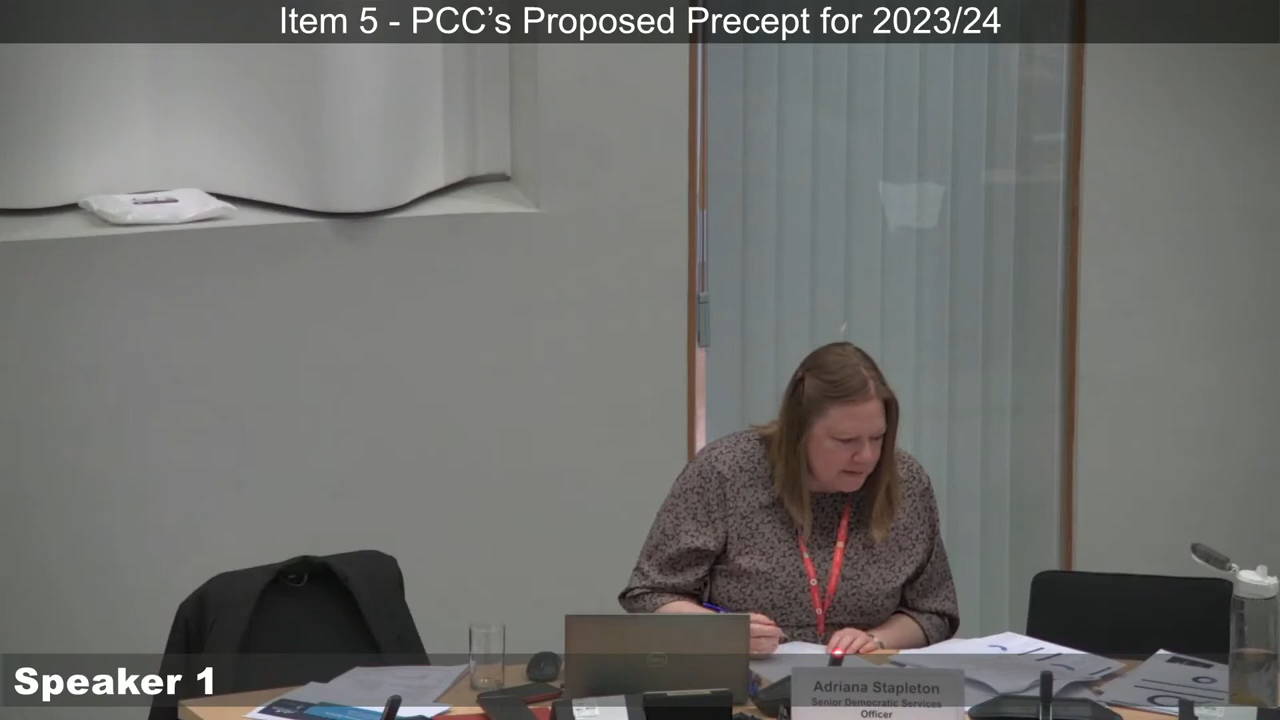 Item 5 - PCC's Proposed Precept for 2023/24
Speaker 1
Adriana Stapleton
Senior Democratic Services
Officer